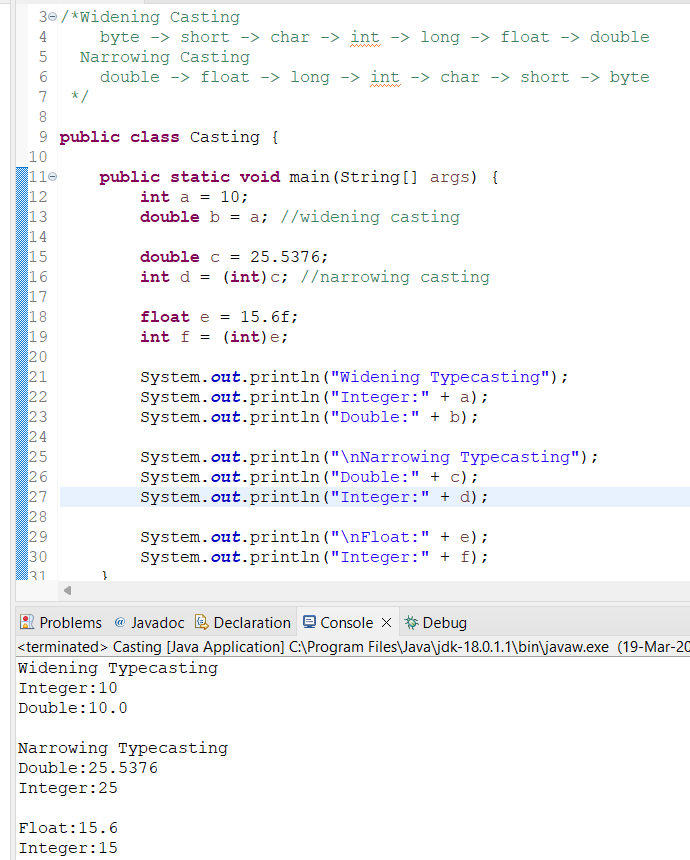 3 /*Widening Casting
4 byte -> short -> char -> int -> long -> float -> double
5 Narrowing Casting
6 double -> float -> long -> int -> char -> short -> byte
7 */
8
9 public class Casting {
10
11 public static void main(String[] args) {
12 int a = 10;
13 double b = a; //widening casting
14
15 double c = 25.5376;
16 int d = (int)c; //narrowing casting
17
18 float e = 15.6f;
19 int f = (int)e;
20
21 System.out.println("Widening Typecasting");
22 System.out.println("Integer:" + a);
23 System.out.println("Double:" + b);
24
25 System.out.println("\nNarrowing Typecasting");
26 System.out.println("Double:" + c);
27 System.out.println("Integer:" + d);
28
29 System.out.println("\nFloat:" + e);
30 System.out.println("Integer:" + f);
31 }
Problems @ Javadoc Declaration Console Debug
<terminated> Casting [Java Application] C:\Program Files\Java\jdk-18.0.1.1\bin\javaw.exe (19-Mar-20
Widening Typecasting
Integer:10
Double:10.0
Narrowing Typecasting
Double:25.5376
Integer:25
Float:15.6
Integer:15